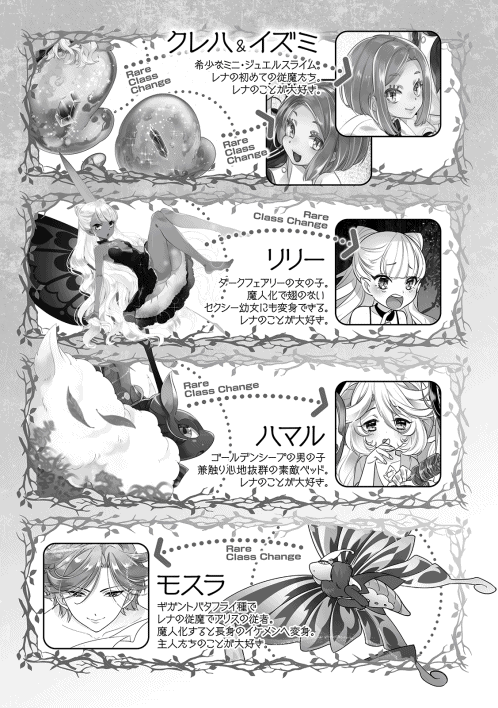 クレハ&イズミ
希少なミニ・ジュエルスライム。
レナの初めての従魔たち。
レナのことが大好き。
Rare
Class
Change
Rare
Class
Change
Rare
Class Change
リリー
ダークフェアリーの女の子。
魔人化で翅のない
セクシー幼女にも変身できる。
レナのことが大好き。
Rare
Class Change
ハマル
ゴールデンシープの男の子
兼触り心地抜群の素敵ベッド。
レナのことが大好き。
Rare
Class Change
モスラ
ギガントバタフライ種で
レナの従魔でアリスの従者。
魔人化すると長身のイケメンへ変身。
主人たちのことが大好き。